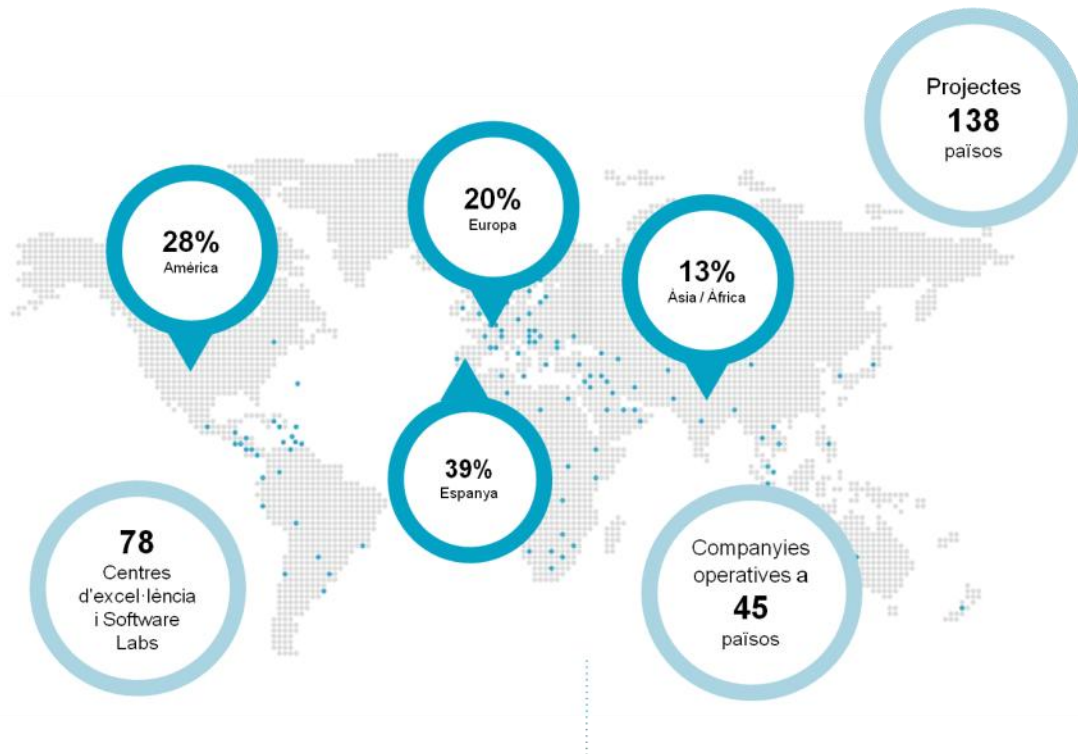 Projectes
138
països
20%
Europa
28%
Amèrica
13%
Àsia / Àfrica
39%
Espanya
78
Centres
d'excel·lència
i Software
Labs
Companyies
operatives a
45
països